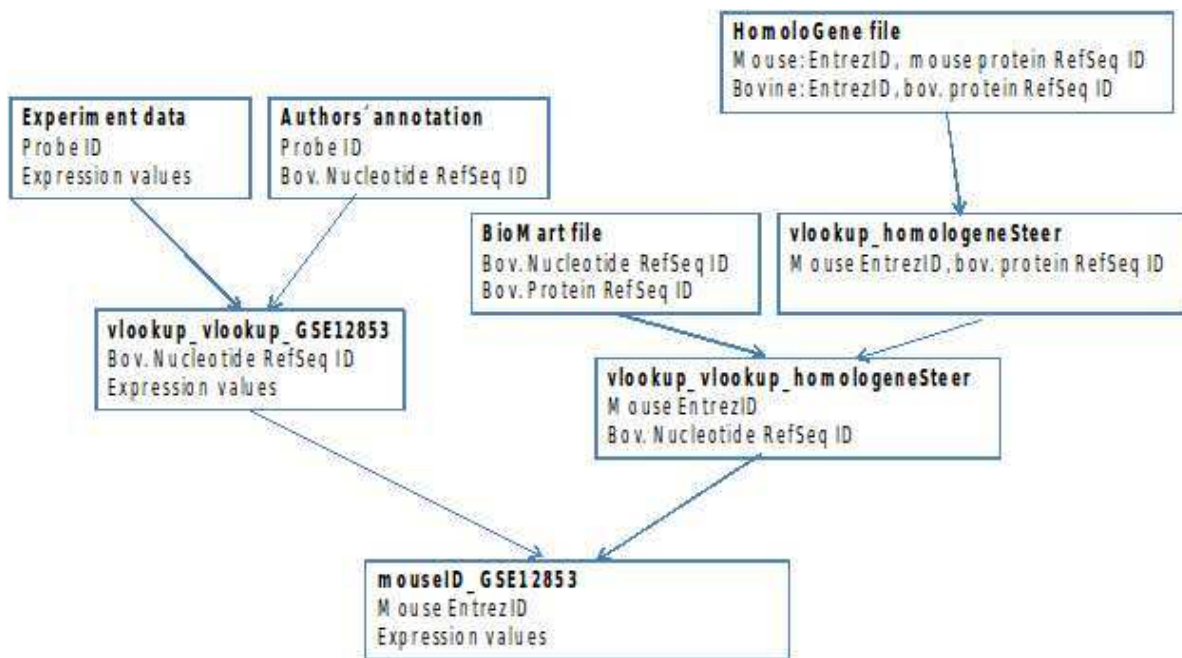 HomoloGene file
Mouse: EntrezID, mouse protein RefSeq ID
Bovine: EntrezID, bov. protein RefSeq ID
Experiment data
Probe ID
Expression values
Authors´ annotation
Probe ID
Bov. Nucleotide RefSeq ID
BioMart file
Bov. Nucleotide RefSeq ID
Bov. Protein RefSeq ID
vlookup_homologeneSteer
Mouse EntrezID, bov. protein RefSeq ID
vlookup_vlookup_GSE12853
Bov. Nucleotide RefSeq ID
Expression values
vlookup_vlookup_homologeneSteer
Mouse EntrezID
Bov. Nucleotide RefSeq ID
mouseID_GSE12853
Mouse EntrezID
Expression values